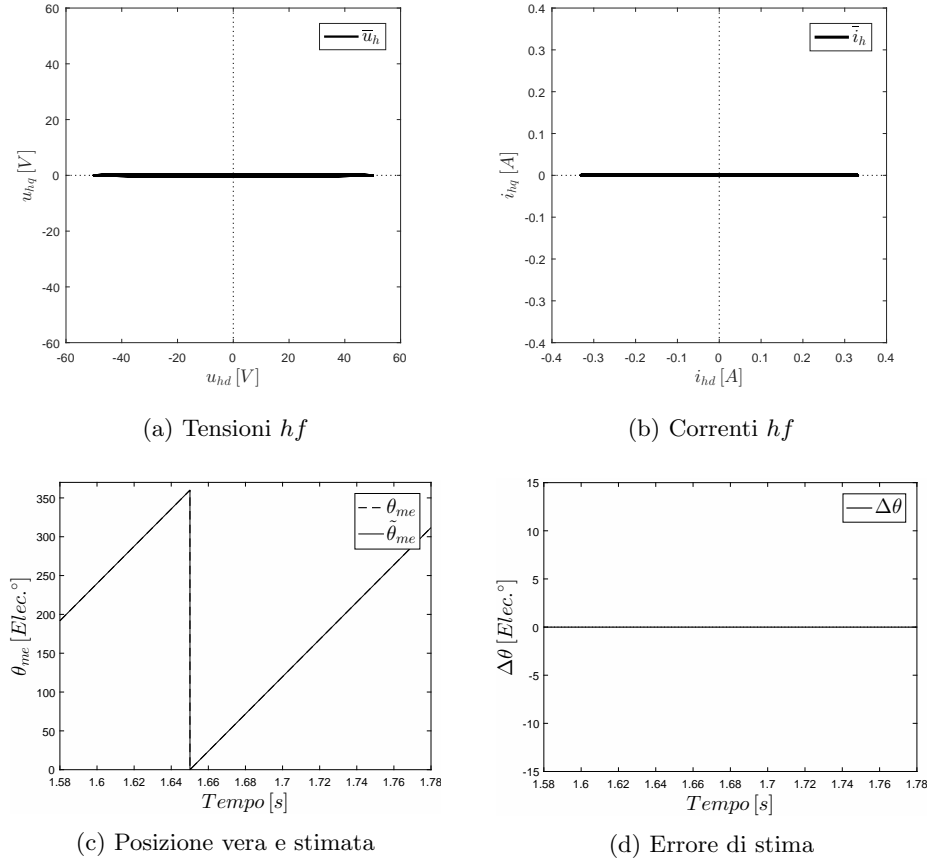 60
40
20
0
-20
-40
-60
-60 -40 -20 0 20 40 60
u_hq [V]
u_hd [V]
u̅_h
(a) Tensioni hf
0.4
0.3
0.2
0.1
0
-0.1
-0.2
-0.3
-0.4
-0.4 -0.3 -0.2 -0.1 0 0.1 0.2 0.3 0.4
i_hq [A]
i_hd [A]
i̅_h
(b) Correnti hf
350
300
250
200
150
100
50
0
1.58 1.6 1.62 1.64 1.66 1.68 1.7 1.72 1.74 1.76 1.78
θ_me [Elec.°]
Tempo [s]
θ_me
θ̃_me
(c) Posizione vera e stimata
15
10
5
0
-5
-10
-15
1.58 1.6 1.62 1.64 1.66 1.68 1.7 1.72 1.74 1.76 1.78
Δθ [Elec.°]
Tempo [s]
Δθ
(d) Errore di stima